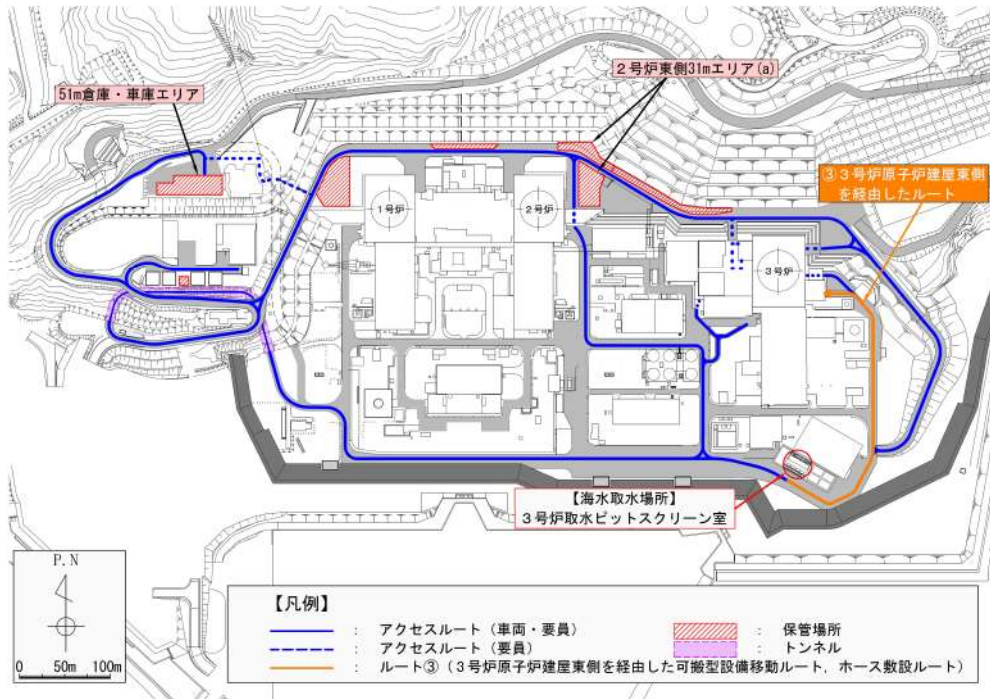 ２号炉東側31mエリア(a)
51m倉庫・車庫エリア
③３号炉原子炉建屋東側
を経由したルート
1号炉
2号炉
3号炉
【海水取水場所】
３号炉取水ピットスクリーン室
P.N
0 50m 100m
【凡例】
： アクセスルート（車両・要員）
： アクセスルート（要員）
： ルート③（３号炉原子炉建屋東側を経由した可搬型設備移動ルート，ホース敷設ルート）
： 保管場所
： トンネル